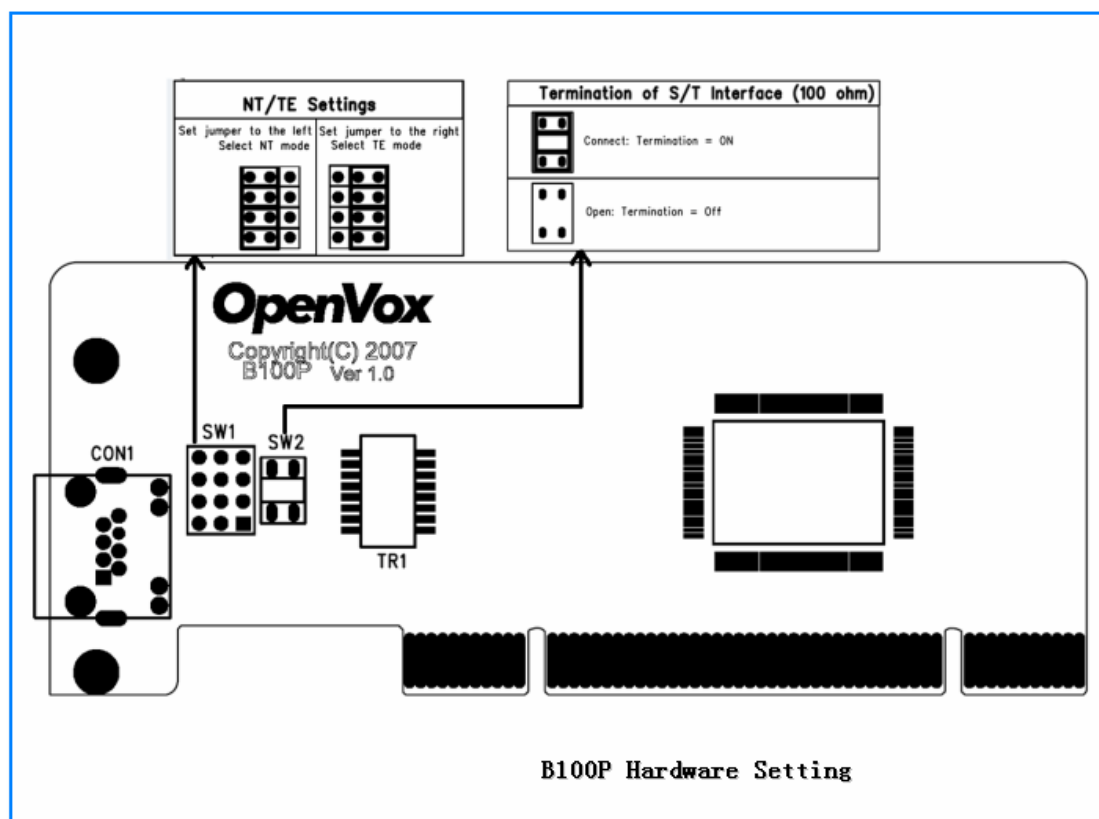 NT/TE Settings
Set jumper to the left
Select NT mode
Set jumper to the right
Select TE mode
Termination of S/T Interface (100 ohm)
Connect: Termination = ON
Open: Termination = Off
OpenVox
Copyright(C) 2007
B100P Ver 1.0
SW1
SW2
CON1
TR1
B100P Hardware Setting